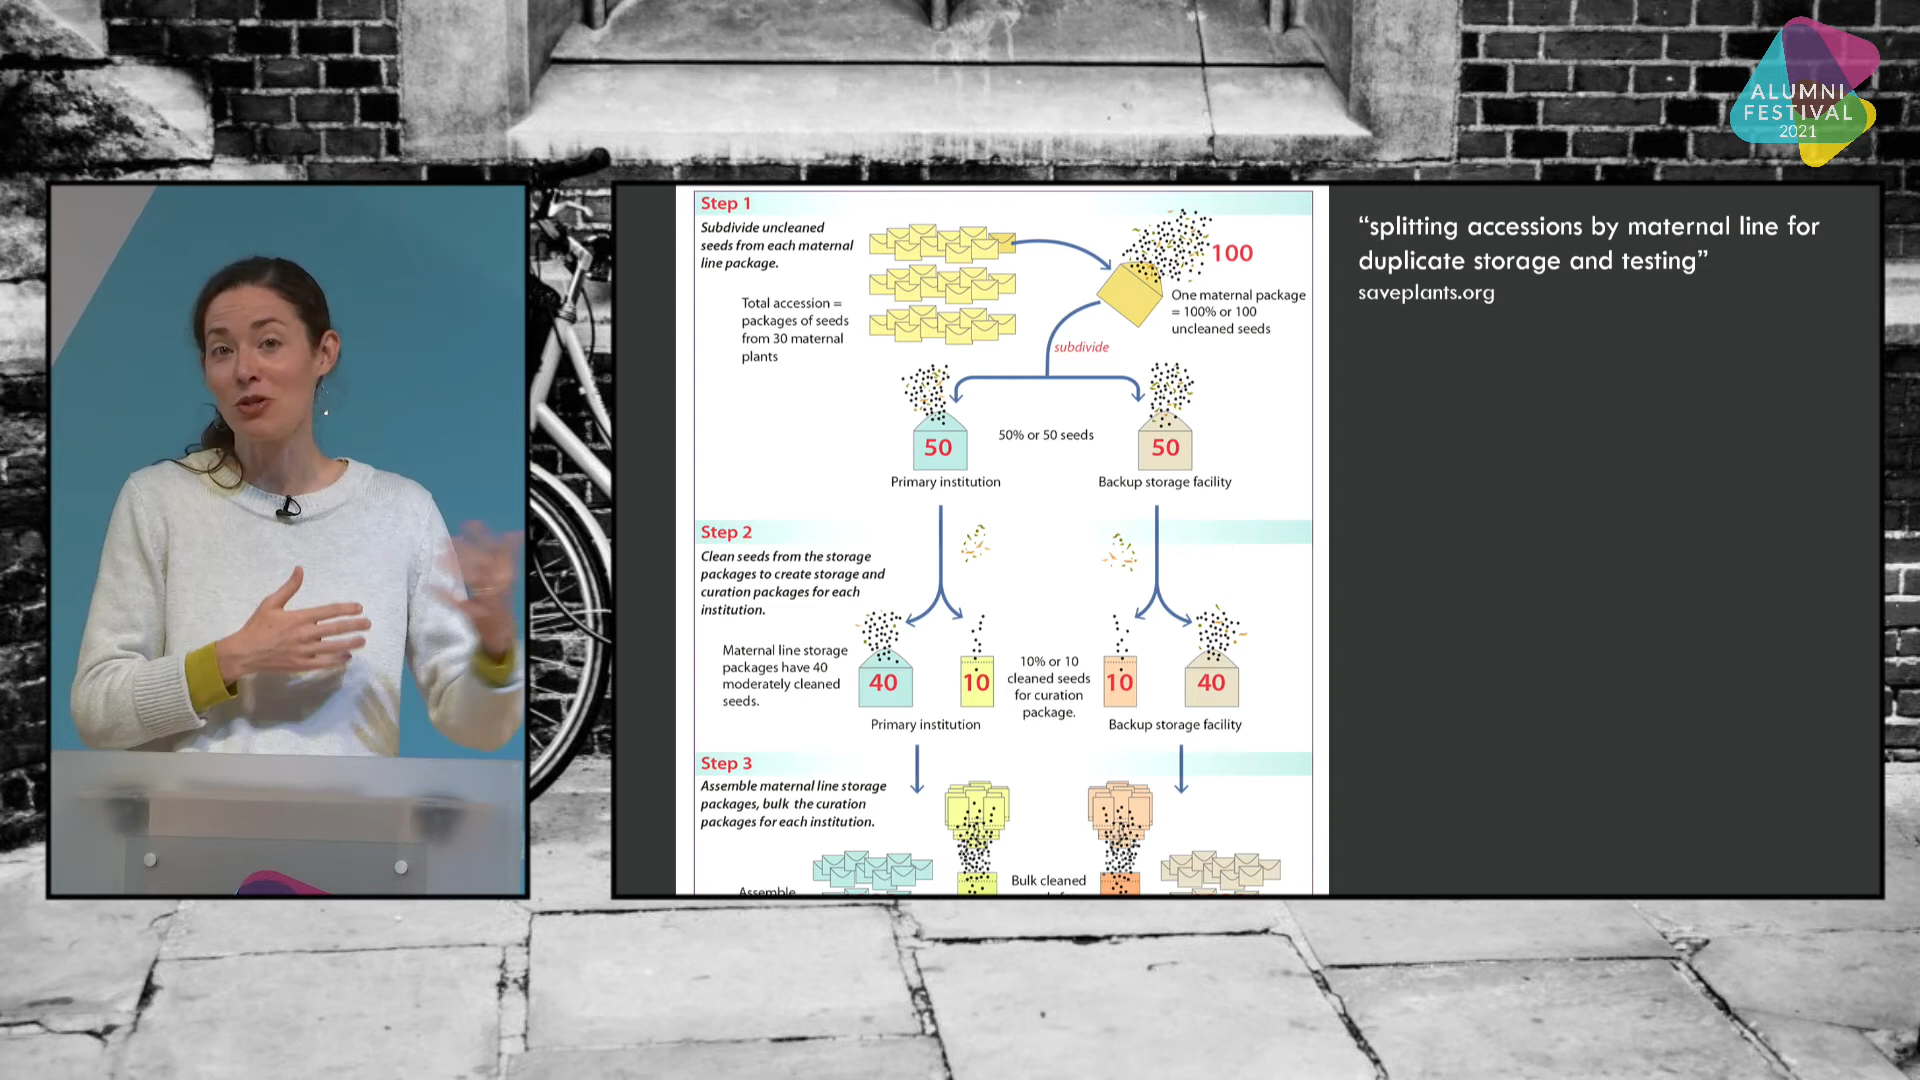 ALUMNI
FESTIVAL
2021
Step 1
Subdivide uncleaned
seeds from each maternal
line package.
Total accession =
packages of seeds
from 30 maternal
plants
100
One maternal package
= 100% or 100
uncleaned seeds
subdivide
50
50% or 50 seeds
50
Primary institution
Backup storage facility
Step 2
Clean seeds from the storage
packages to create storage and
curation packages for each
institution.
Maternal line storage
packages have 40
moderately cleaned
seeds.
40
10
10% or 10
cleaned seeds
for curation
package.
10
40
Primary institution
Backup storage facility
Step 3
Assemble maternal line storage
packages, bulk the curation
packages for each institution.
Assemble
Bulk cleaned
“splitting accessions by maternal line for
duplicate storage and testing”
saveplants.org